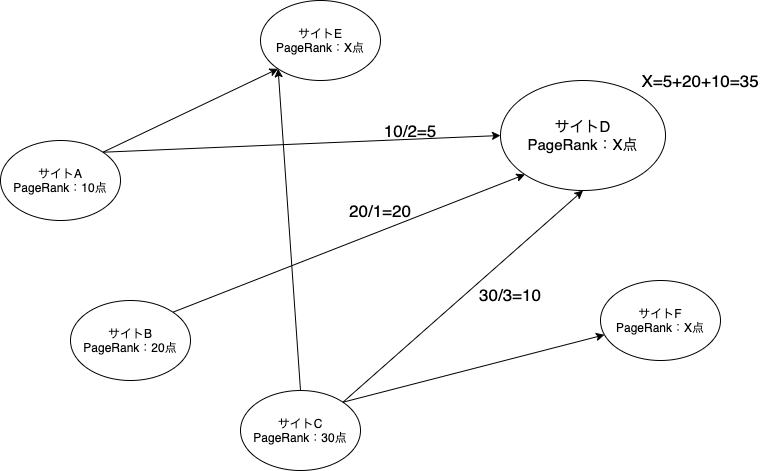 サイトE
PageRank：X点
X=5+20+10=35
サイトD
PageRank：X点
10/2=5
サイトA
PageRank：10点
20/1=20
30/3=10
サイトF
PageRank：X点
サイトB
PageRank：20点
サイトC
PageRank：30点